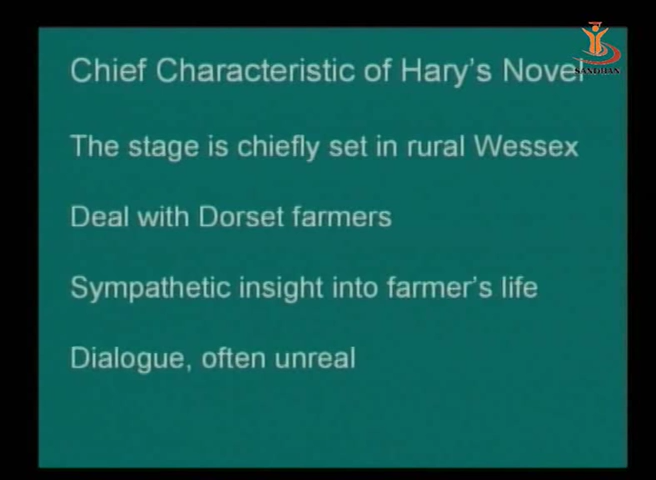 Chief Characteristic of Hary's Novel
SANDHAN
The stage is chiefly set in rural Wessex
Deal with Dorset farmers
Sympathetic insight into farmer's life
Dialogue, often unreal